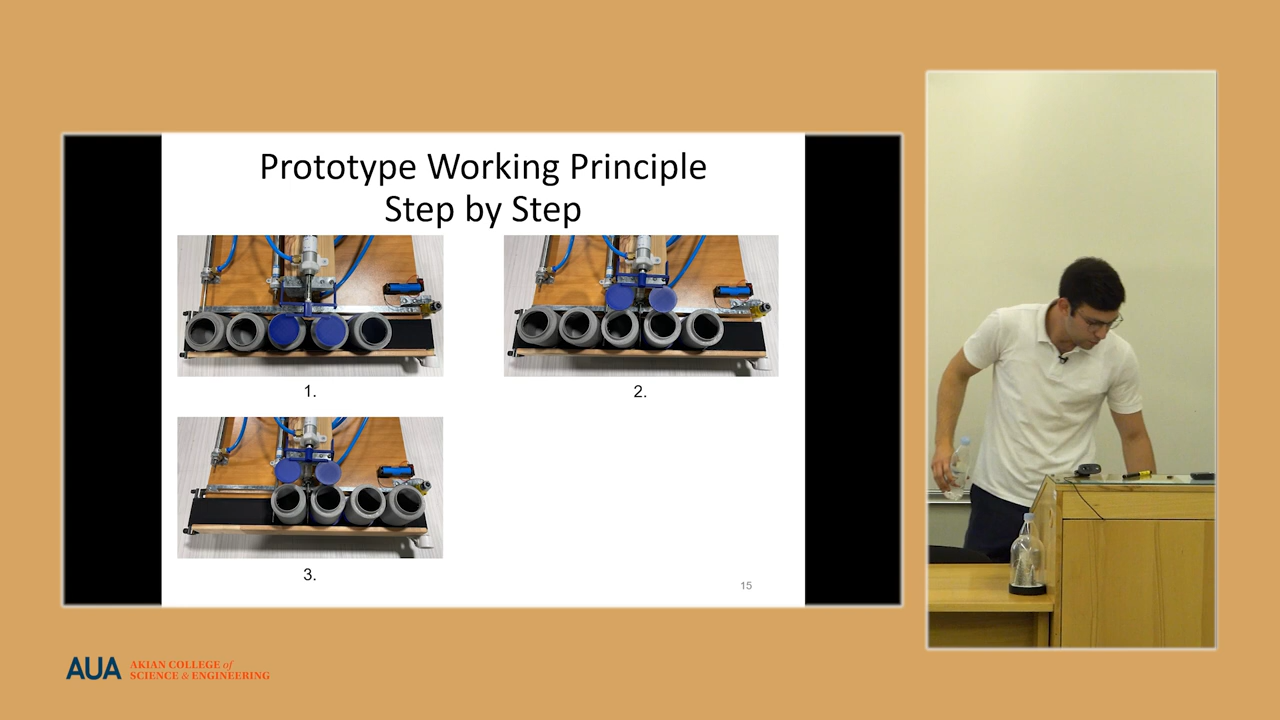 Prototype Working Principle
Step by Step
1.
2.
3.
15
AUA
AKIAN COLLEGE of
SCIENCE & ENGINEERING